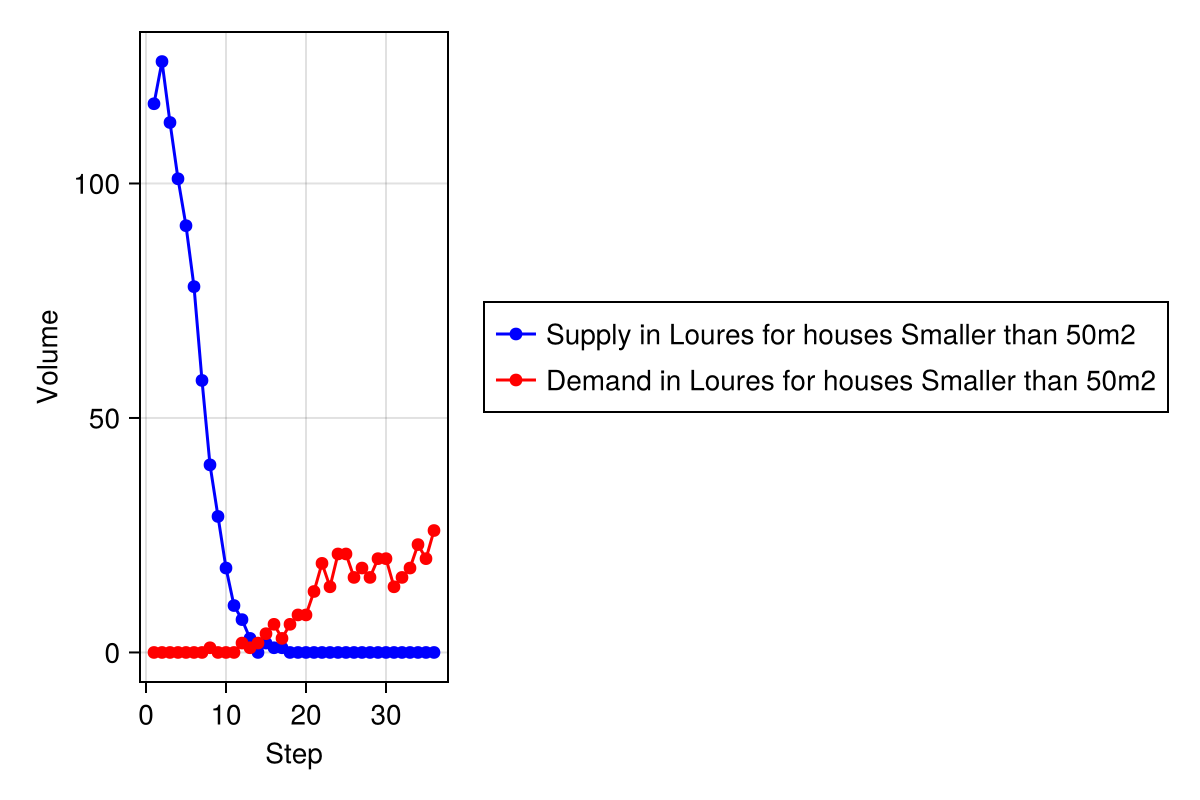 100
50
0
Volume
0 10 20 30
Step
Supply in Loures for houses Smaller than 50m2
Demand in Loures for houses Smaller than 50m2